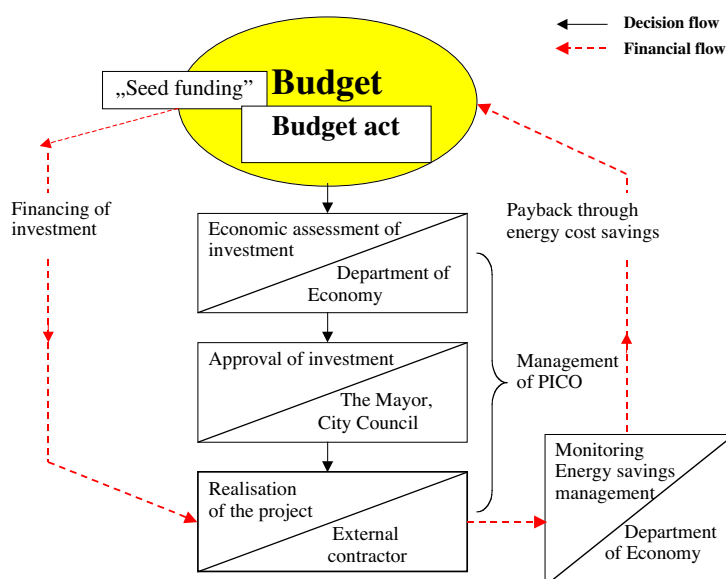 Decision flow
Financial flow
„Seed funding”
Budget
Budget act
Financing of
investment
Payback through
energy cost savings
Economic assessment of
investment
Department of
Economy
Approval of investment
The Mayor,
City Council
Management
of PICO
Realisation
of the project
External
contractor
Monitoring
Energy savings
management
Department
of Economy